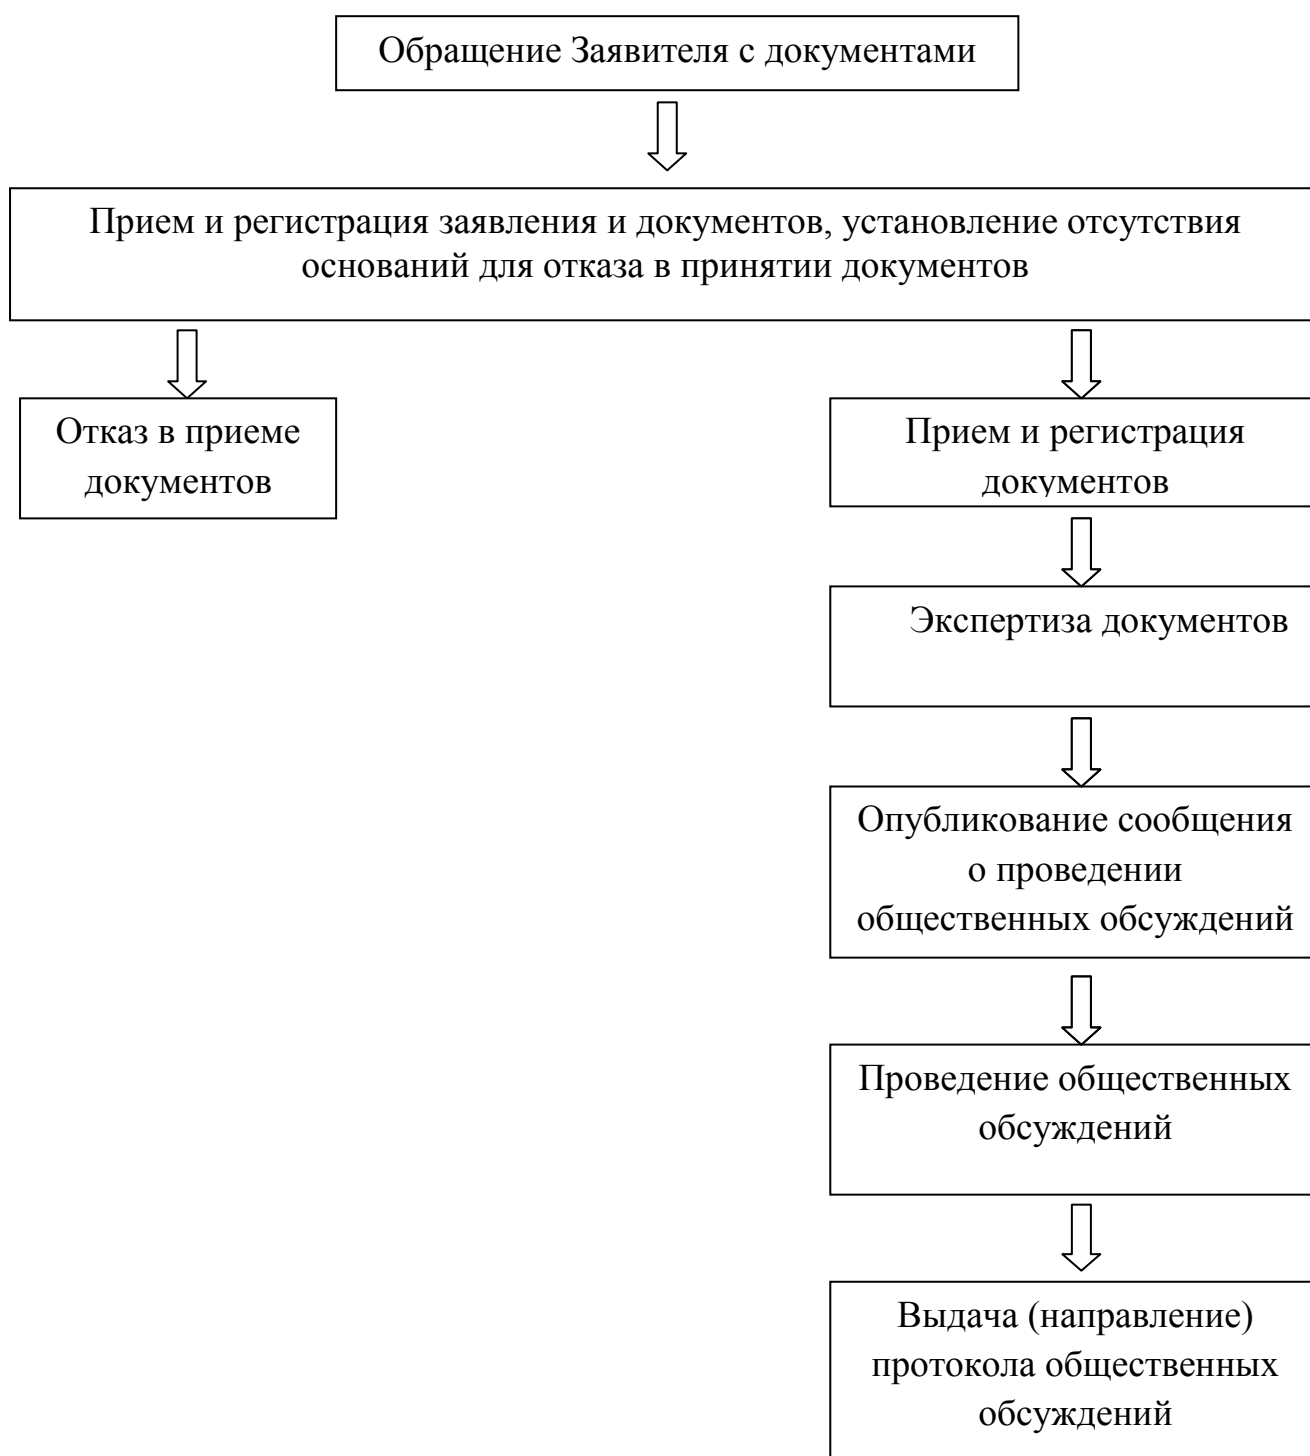 Обращение Заявителя с документами
Прием и регистрация заявления и документов, установление отсутствия
оснований для отказа в принятии документов
Отказ в приеме
документов
Прием и регистрация
документов
Экспертиза документов
Опубликование сообщения
о проведении
общественных обсуждений
Проведение общественных
обсуждений
Выдача (направление)
протокола общественных
обсуждений